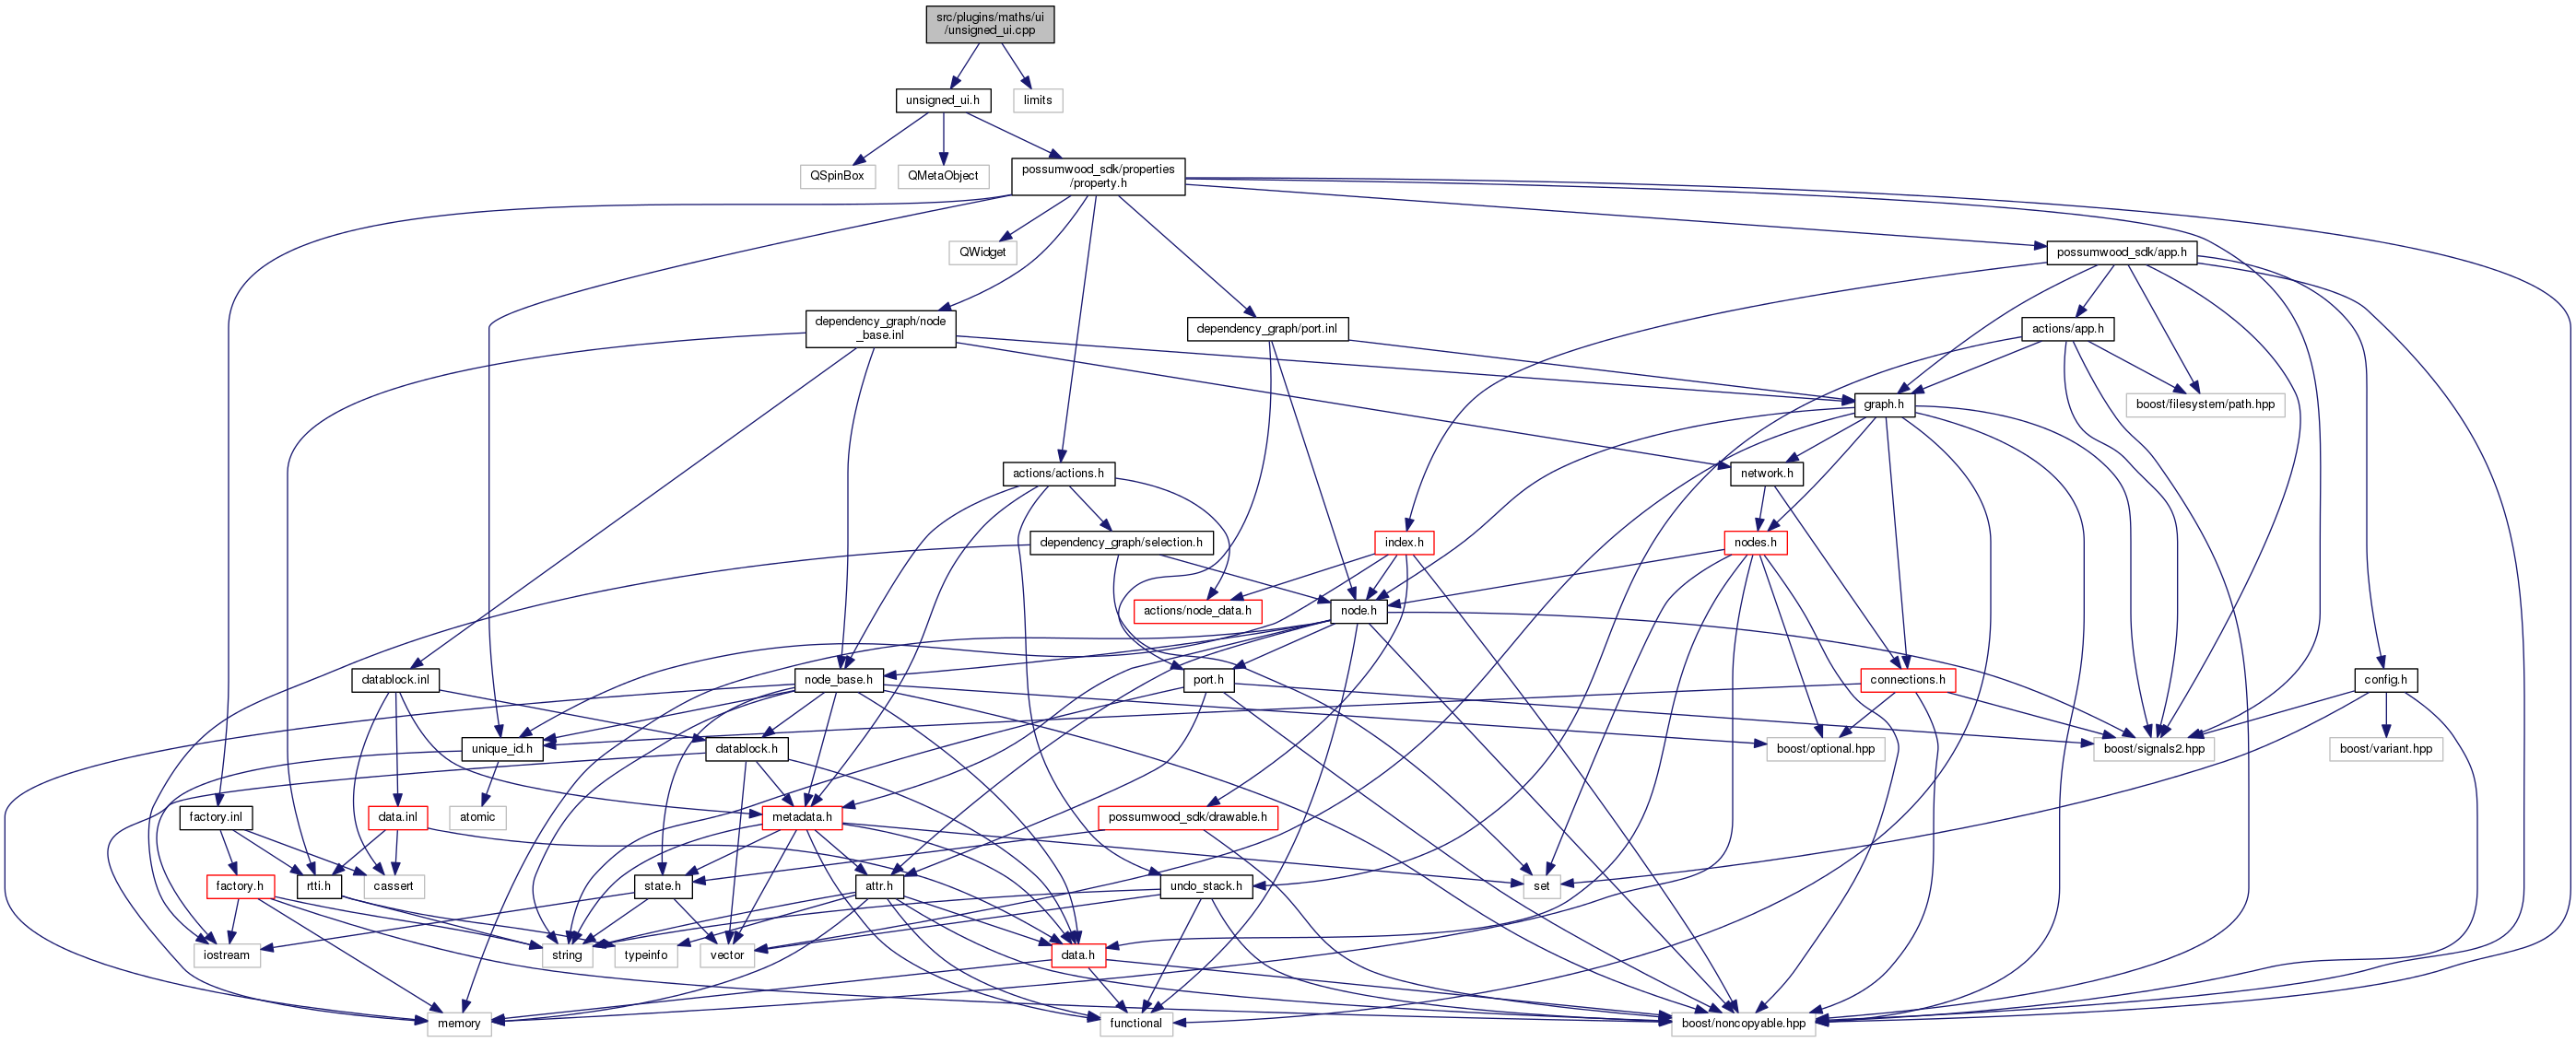 src/plugins/maths/ui
/unsigned_ui.cpp
unsigned_ui.h
limits
QSpinBox
QMetaObject
possumwood_sdk/properties
/property.h
QWidget
possumwood_sdk/app.h
dependency_graph/node
_base.inl
dependency_graph/port.inl
actions/app.h
graph.h
boost/filesystem/path.hpp
actions/actions.h
network.h
dependency_graph/selection.h
index.h
nodes.h
actions/node_data.h
node.h
datablock.inl
node_base.h
port.h
connections.h
config.h
unique_id.h
datablock.h
boost/optional.hpp
boost/signals2.hpp
boost/variant.hpp
factory.inl
data.inl
atomic
metadata.h
possumwood_sdk/drawable.h
factory.h
rtti.h
cassert
state.h
attr.h
undo_stack.h
set
iostream
string
typeinfo
vector
data.h
memory
functional
boost/noncopyable.hpp